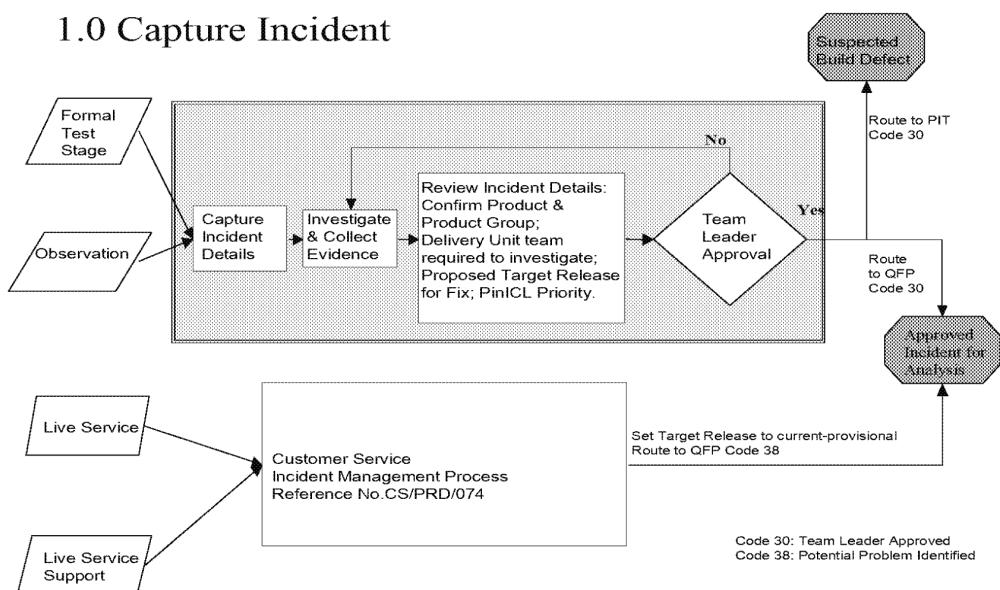 1.0 Capture Incident
Suspected
Build Defect
Formal
Test
Stage
Route to PIT
Code 30
No
Review Incident Details:
Confirm Product &
Product Group;
Delivery Unit team
required to investigate;
Proposed Target Release
for Fix; PinICL Priority.
Capture
Incident
Details
Investigate
& Collect
Evidence
Team
Leader
Approval
Yes
Observation
Route
to QFP
Code 30
Approved
Incident for
Analysis
Live Service
Customer Service
Incident Management Process
Reference No.CS/PRD/074
Set Target Release to current-provisional
Route to QFP Code 38
Live Service
Support
Code 30: Team Leader Approved
Code 38: Potential Problem Identified